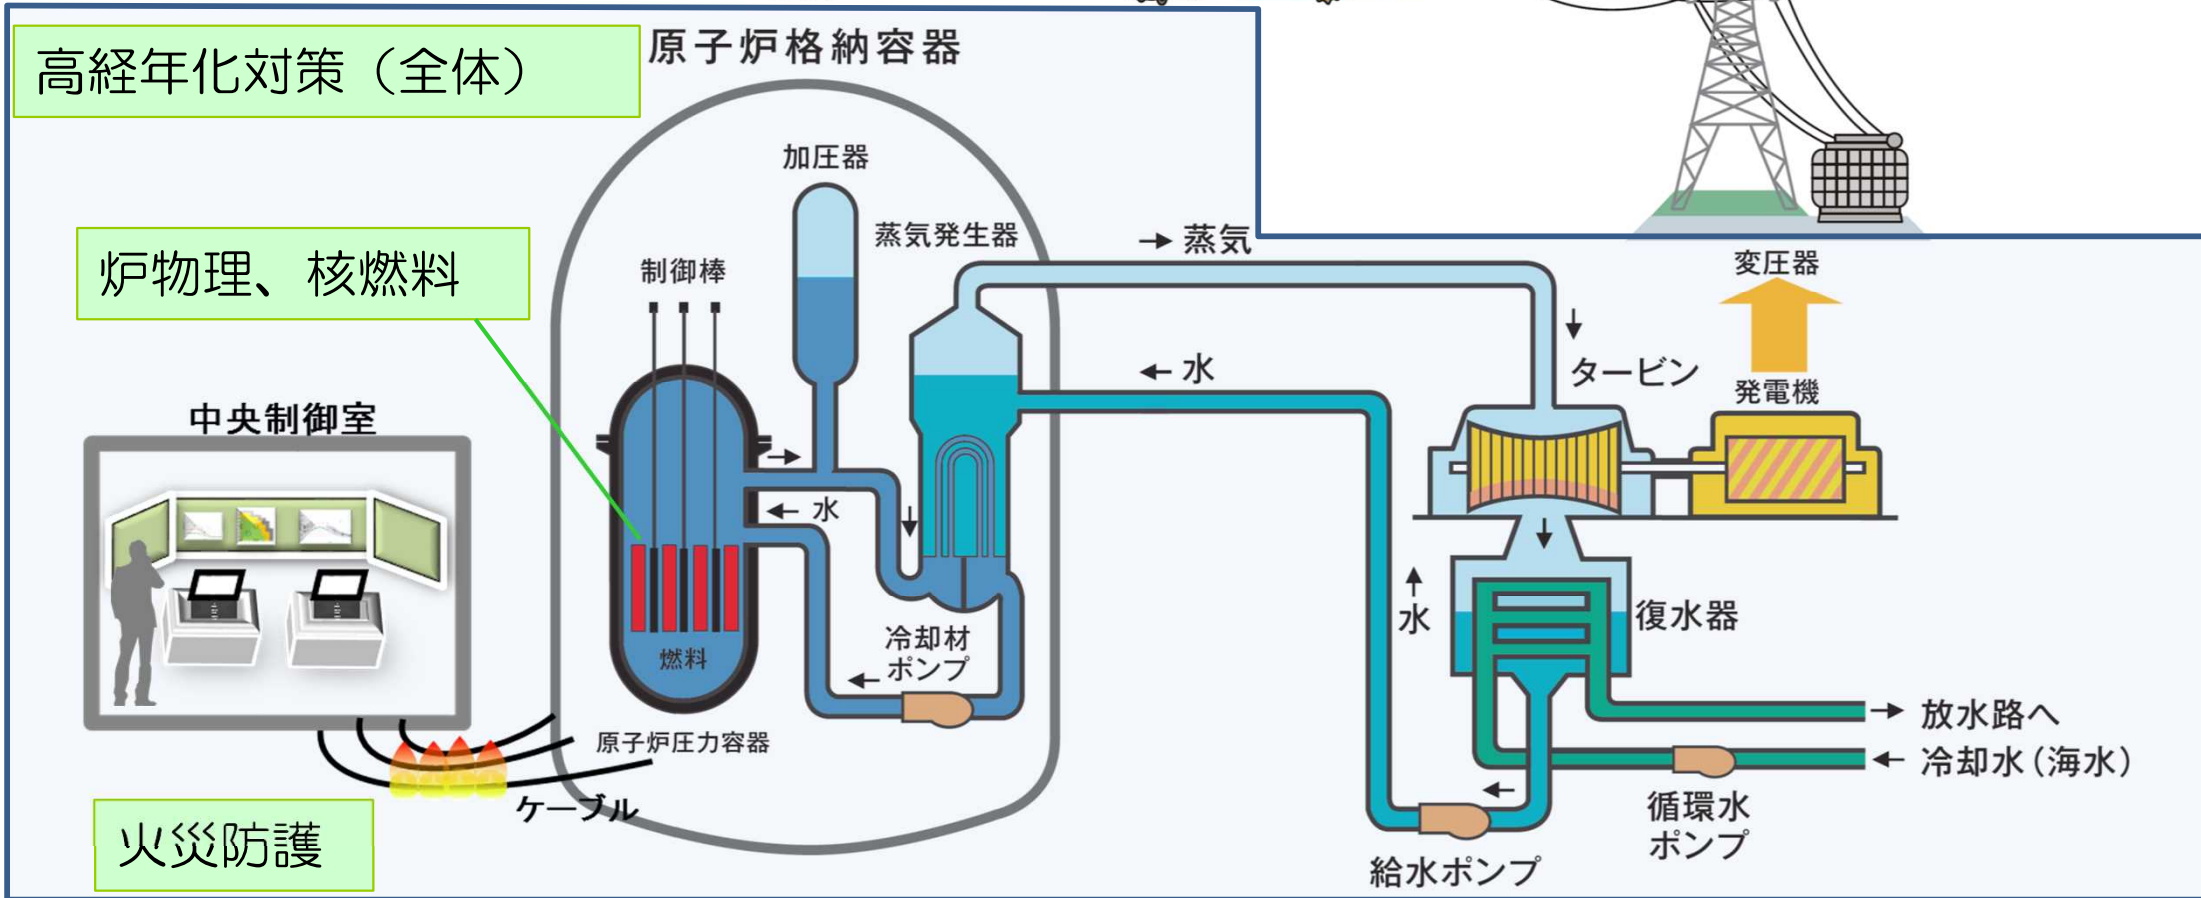 高経年化対策（全体）
原子炉格納容器
加圧器
蒸気発生器
→蒸気
変圧器
炉物理、核燃料
制御棒
←水
タービン
発電機
中央制御室
→
↓
←水
↓
↓
↑
水
復水器
燃料
冷却材
ポンプ
←
→放水路へ
原子炉圧力容器
←冷却水（海水）
ケーブル
←
循環水
ポンプ
火災防護
給水ポンプ